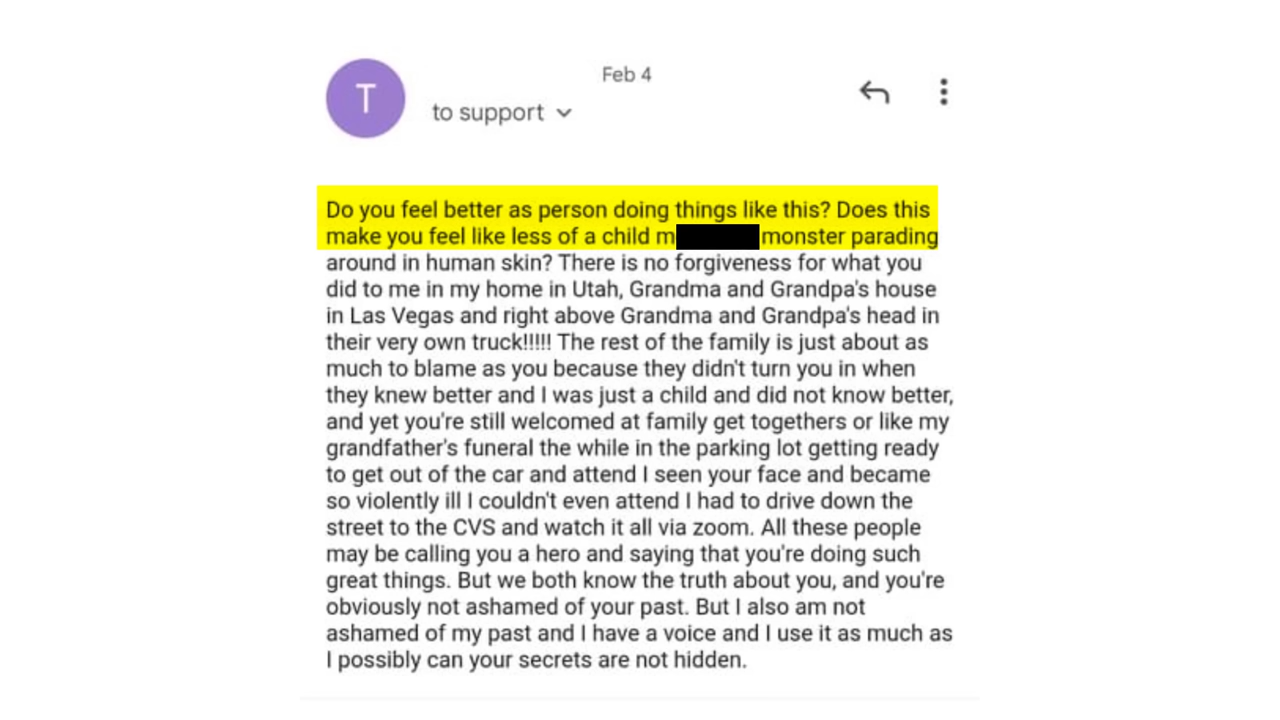 T
Feb 4
to support
Do you feel better as person doing things like this? Does this
make you feel like less of a child m monster parading
around in human skin? There is no forgiveness for what you
did to me in my home in Utah, Grandma and Grandpa's house
in Las Vegas and right above Grandma and Grandpa's head in
their very own truck!!!!! The rest of the family is just about as
much to blame as you because they didn't turn you in when
they knew better and I was just a child and did not know better,
and yet you're still welcomed at family get togethers or like my
grandfather's funeral the while in the parking lot getting ready
to get out of the car and attend I seen your face and became
so violently ill I couldn't even attend I had to drive down the
street to the CVS and watch it all via zoom. All these people
may be calling you a hero and saying that you're doing such
great things. But we both know the truth about you, and you're
obviously not ashamed of your past. But I also am not
ashamed of my past and I have a voice and I use it as much as
I possibly can your secrets are not hidden.